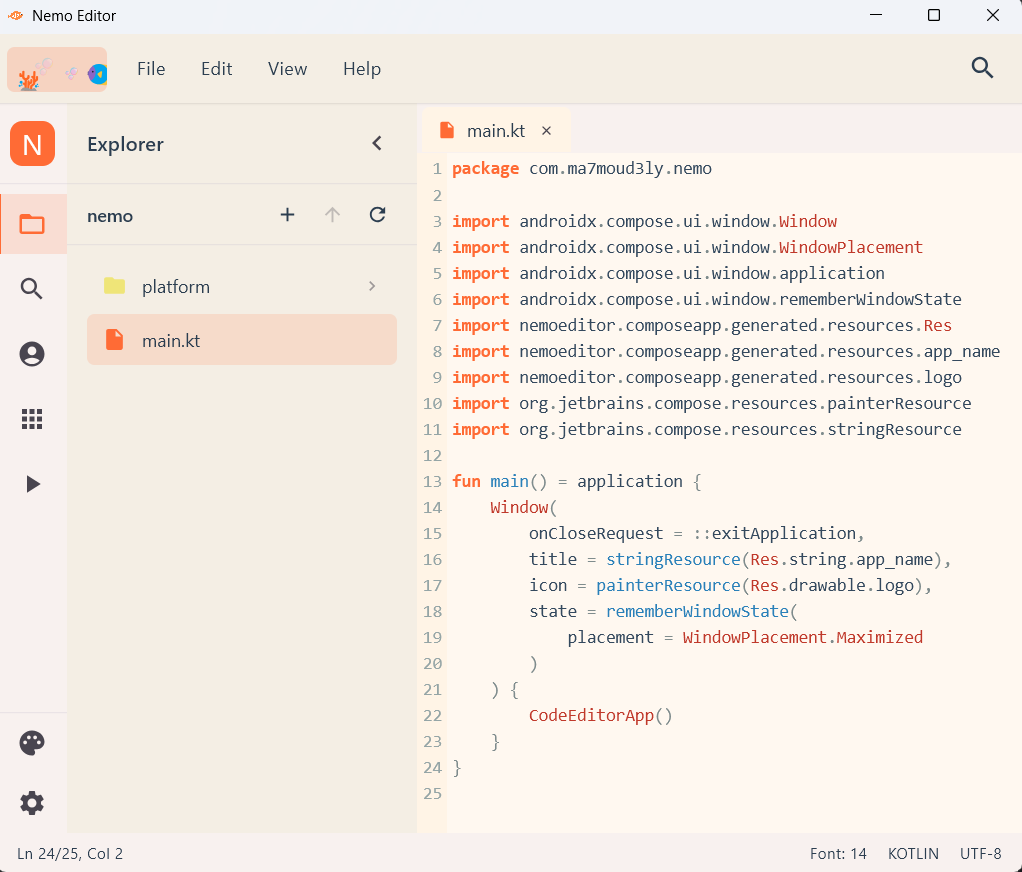 Nemo Editor
File Edit View Help
N
Explorer
nemo
platform
main.kt
main.kt
1 package com.ma7moud3ly.nemo
2
3 import androidx.compose.ui.window.Window
4 import androidx.compose.ui.window.WindowPlacement
5 import androidx.compose.ui.window.application
6 import androidx.compose.ui.window.rememberWindowState
7 import nemoeditor.composeapp.generated.resources.Res
8 import nemoeditor.composeapp.generated.resources.app_name
9 import nemoeditor.composeapp.generated.resources.logo
10 import org.jetbrains.compose.resources.painterResource
11 import org.jetbrains.compose.resources.stringResource
12
13 fun main() = application {
14     Window(
15         onCloseRequest = ::exitApplication,
16         title = stringResource(Res.string.app_name),
17         icon = painterResource(Res.drawable.logo),
18         state = rememberWindowState(
19             placement = WindowPlacement.Maximized
20         )
21     ) {
22         CodeEditorApp()
23     }
24 }
25
Ln 24/25, Col 2 Font: 14 KOTLIN UTF-8